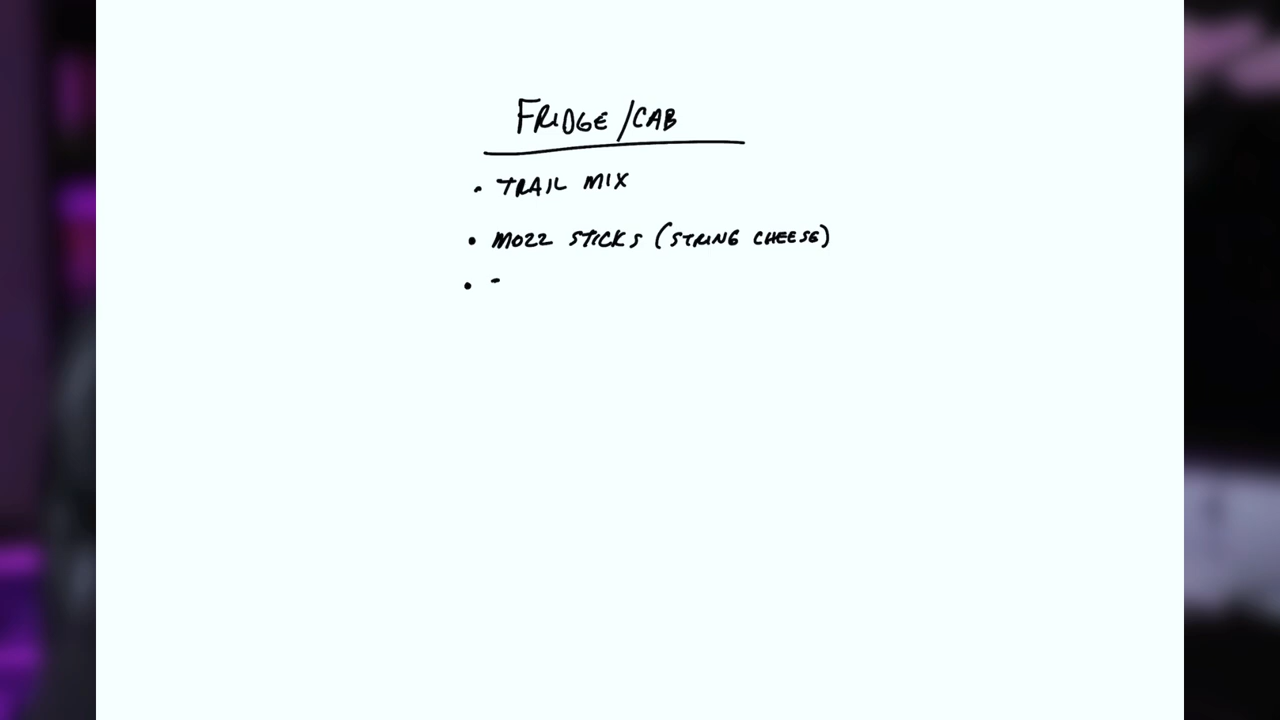 FRIDGE/CAB
• TRAIL MIX
• MOZZ STICKS (STRING CHEESE)
•